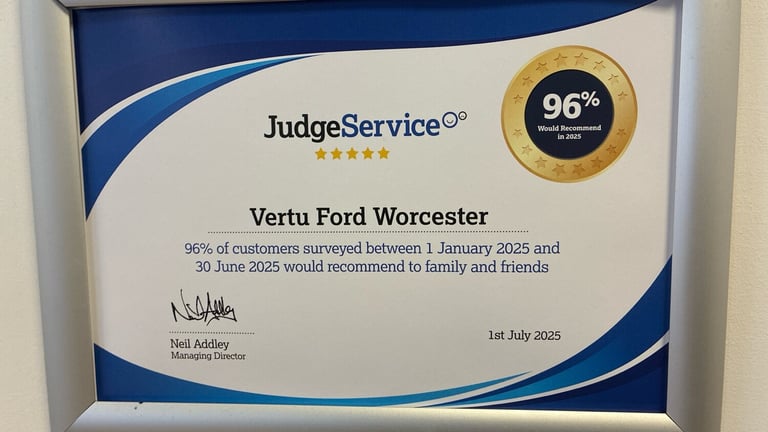 JudgeService
96%
Would Recommend
in 2025
Vertu Ford Worcester
96% of customers surveyed between 1 January 2025 and
30 June 2025 would recommend to family and friends
Neil Addley
Managing Director
1st July 2025